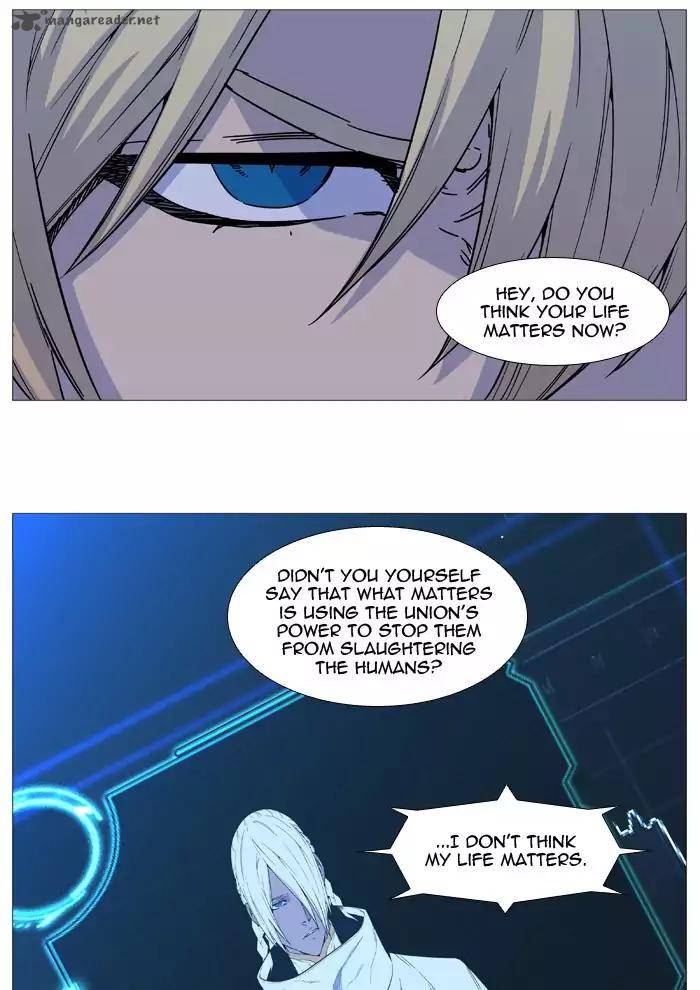 mangareader.net
HEY, DO YOU
THINK YOUR LIFE
MATTERS NOW?
DIDN'T YOU YOURSELF
SAY THAT WHAT MATTERS
IS USING THE UNION'S
POWER TO STOP THEM
FROM SLAUGHTERING
THE HUMANS?
...I DON'T THINK
MY LIFE MATTERS.